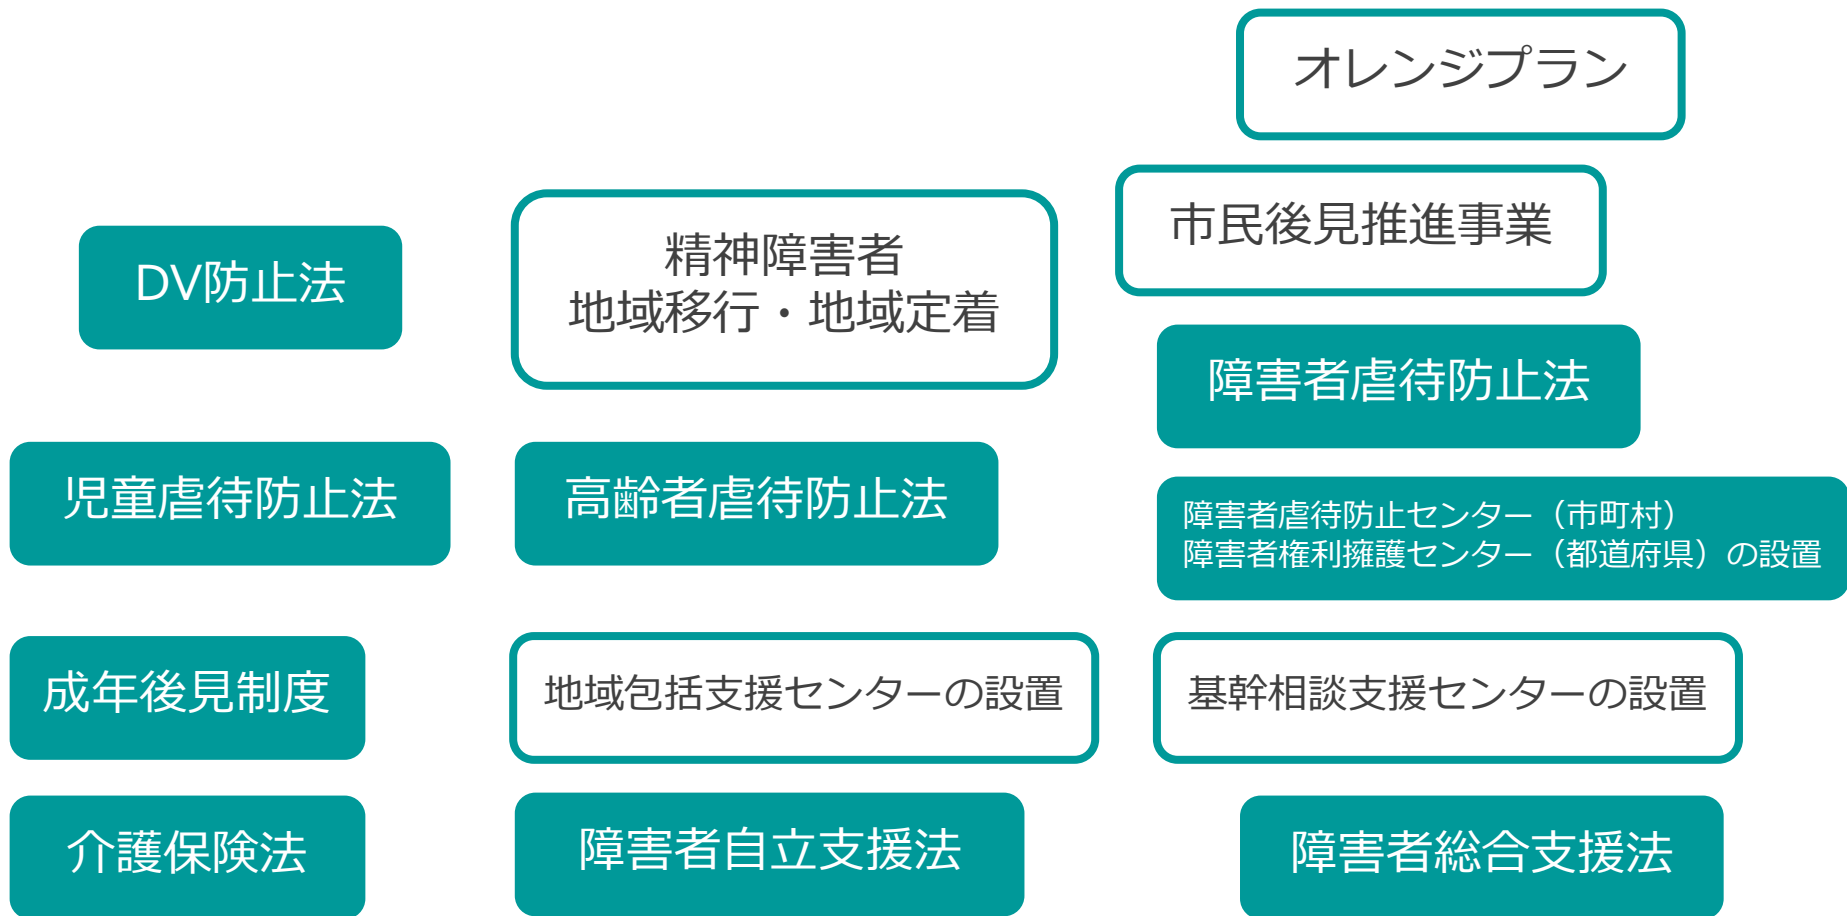 オレンジプラン
市民後見推進事業
DV防止法
精神障害者
地域移行・地域定着
障害者虐待防止法
児童虐待防止法
高齢者虐待防止法
障害者虐待防止センター（市町村）
障害者権利擁護センター（都道府県）の設置
成年後見制度
地域包括支援センターの設置
基幹相談支援センターの設置
介護保険法
障害者自立支援法
障害者総合支援法